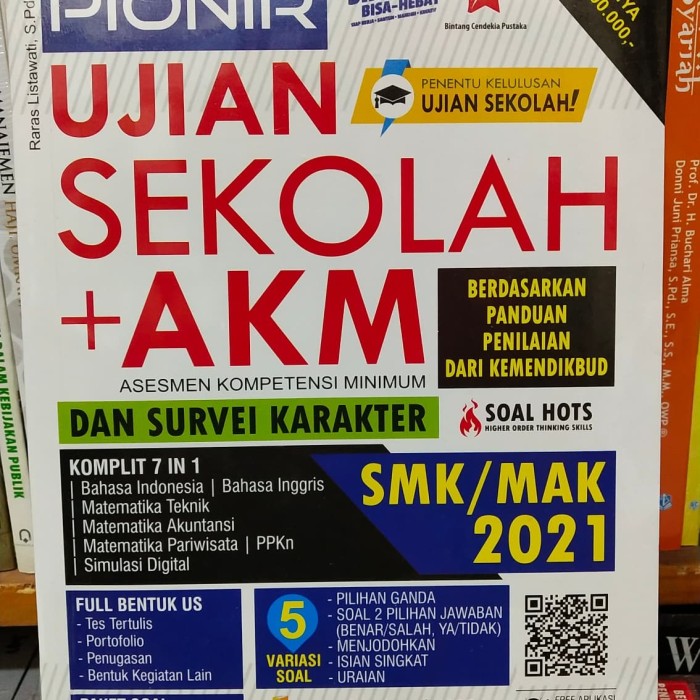 PIONIR
BISA-HEBAT
Bintang Cendekia Pustaka
UJIAN
PENENTU KELULUSAN
UJIAN SEKOLAH!
SEKOLAH
+AKM
ASESMEN KOMPETENSI MINIMUM
BERDASARKAN
PANDUAN
PENILAIAN
DARI KEMENDIKBUD
DAN SURVEI KARAKTER
SOAL HOTS
HIGHER ORDER THINKING SKILLS
KOMPLIT 7 IN 1
| Bahasa Indonesia | Bahasa Inggris
| Matematika Teknik
| Matematika Akuntansi
| Matematika Pariwisata | PPKn
| Simulasi Digital
SMK/MAK
2021
FULL BENTUK US
- Tes Tertulis
- Portofolio
- Penugasan
- Bentuk Kegiatan Lain
5
VARIASI
SOAL
- PILIHAN GANDA
- SOAL 2 PILIHAN JAWABAN
(BENAR/SALAH, YA/TIDAK)
- MENJODOHKAN
- ISIAN SINGKAT
- URAIAN
Raras Listawati, S.Pd
KEBIJAKAN PUBLIK
Prof. Dr. H. Buchari Alma
Donni Juni Priansa, S.Pd., S.E., S.S., M.M., QWP